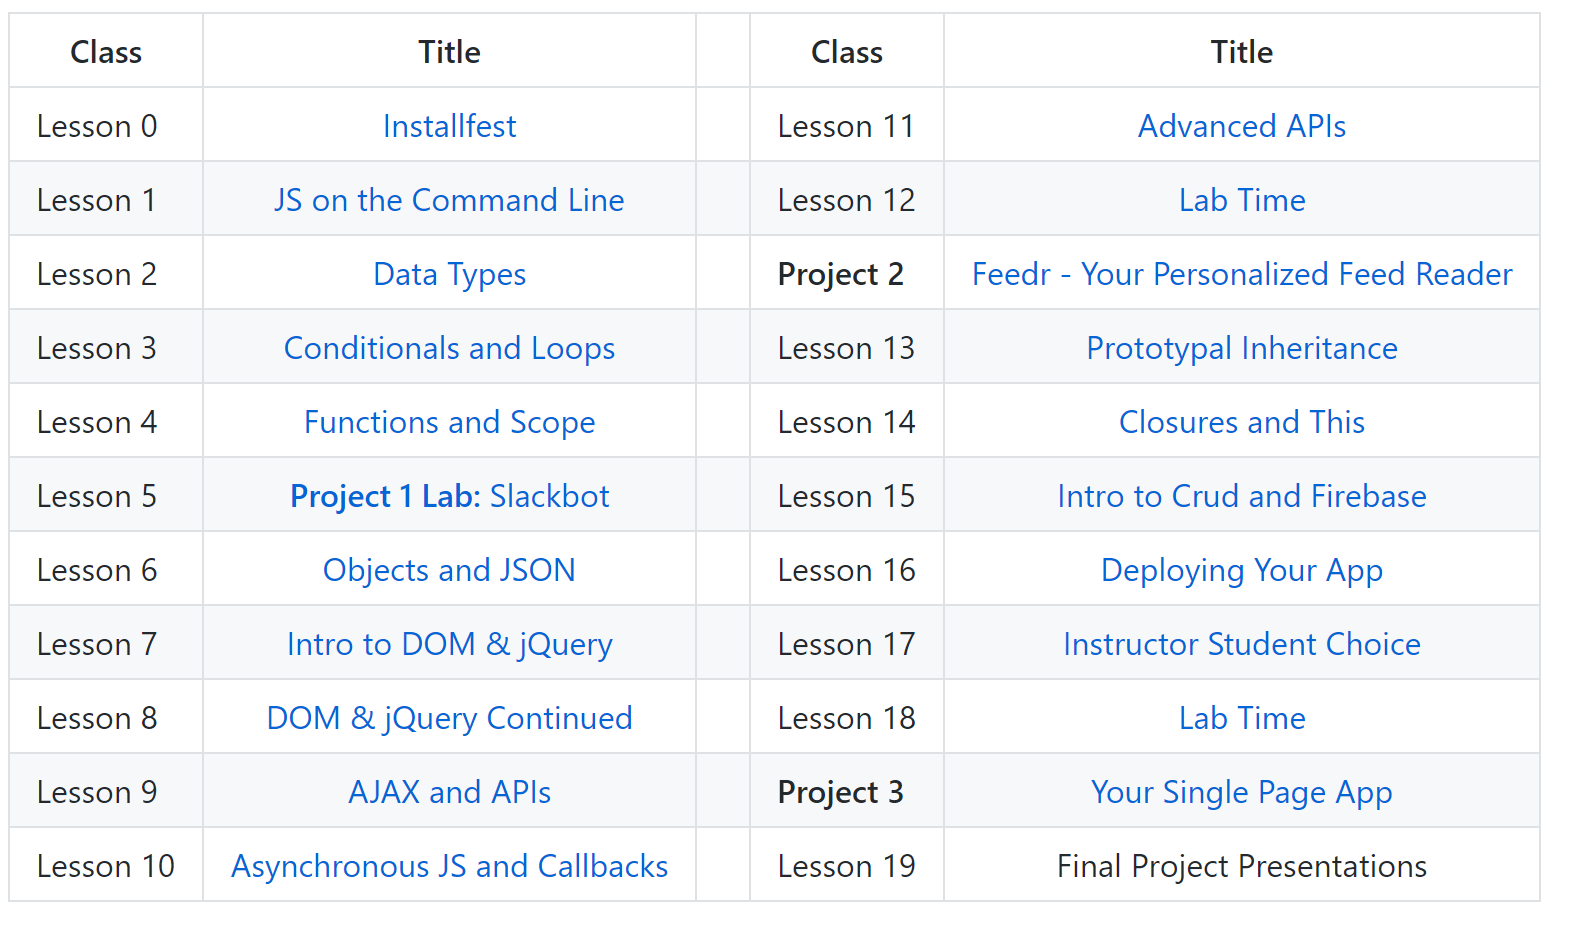 Class Title Class Title
Lesson 0 Installfest Lesson 11 Advanced APIs
Lesson 1 JS on the Command Line Lesson 12 Lab Time
Lesson 2 Data Types Project 2 Feedr - Your Personalized Feed Reader
Lesson 3 Conditionals and Loops Lesson 13 Prototypal Inheritance
Lesson 4 Functions and Scope Lesson 14 Closures and This
Lesson 5 Project 1 Lab: Slackbot Lesson 15 Intro to Crud and Firebase
Lesson 6 Objects and JSON Lesson 16 Deploying Your App
Lesson 7 Intro to DOM & jQuery Lesson 17 Instructor Student Choice
Lesson 8 DOM & jQuery Continued Lesson 18 Lab Time
Lesson 9 AJAX and APIs Project 3 Your Single Page App
Lesson 10 Asynchronous JS and Callbacks Lesson 19 Final Project Presentations